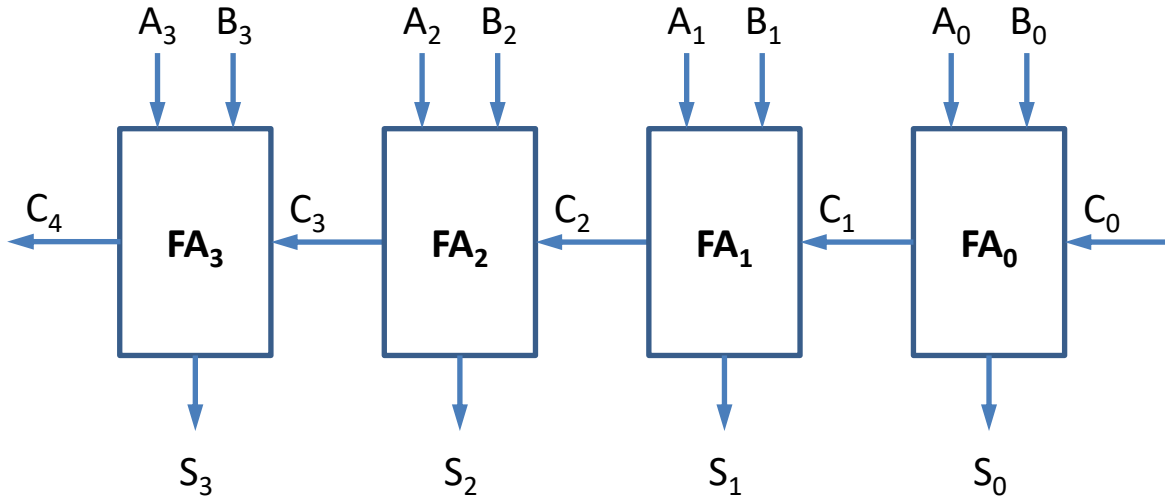 A₃ B₃ A₂ B₂ A₁ B₁ A₀ B₀
C₄ C₃ C₂ C₁ C₀
FA₃ FA₂ FA₁ FA₀
S₃ S₂ S₁ S₀